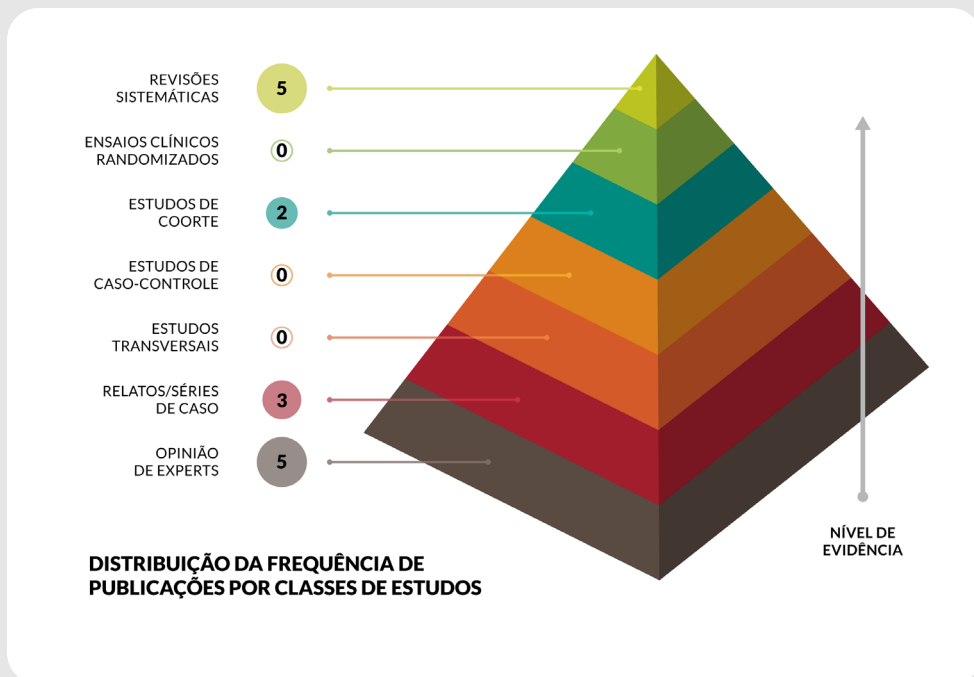 REVISÕES
SISTEMÁTICAS
5
ENSAIOS CLÍNICOS
RANDOMIZADOS
0
ESTUDOS DE
COORTE
2
ESTUDOS DE
CASO-CONTROLE
0
ESTUDOS
TRANSVERSAIS
0
RELATOS/SÉRIES
DE CASO
3
OPINIÃO
DE EXPERTS
5
NÍVEL DE
EVIDÊNCIA
DISTRIBUIÇÃO DA FREQUÊNCIA DE
PUBLICAÇÕES POR CLASSES DE ESTUDOS